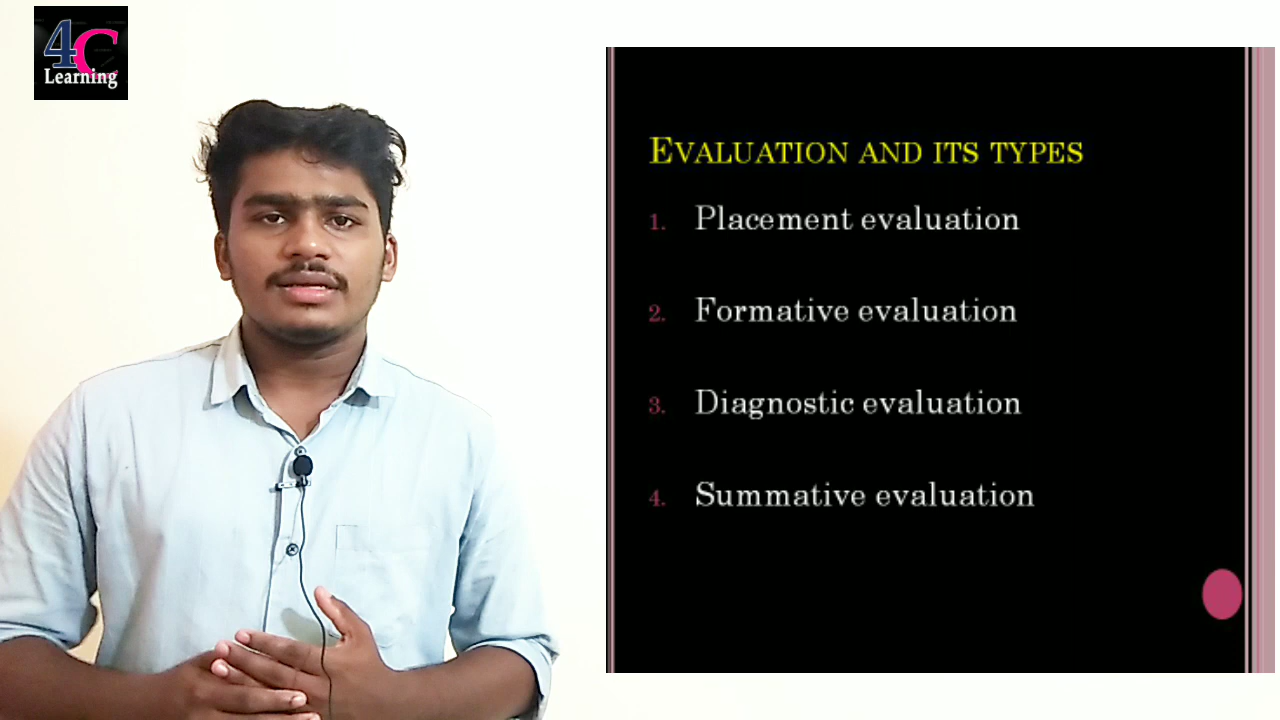 4C
Learning
EVALUATION AND ITS TYPES
1. Placement evaluation
2. Formative evaluation
3. Diagnostic evaluation
4. Summative evaluation